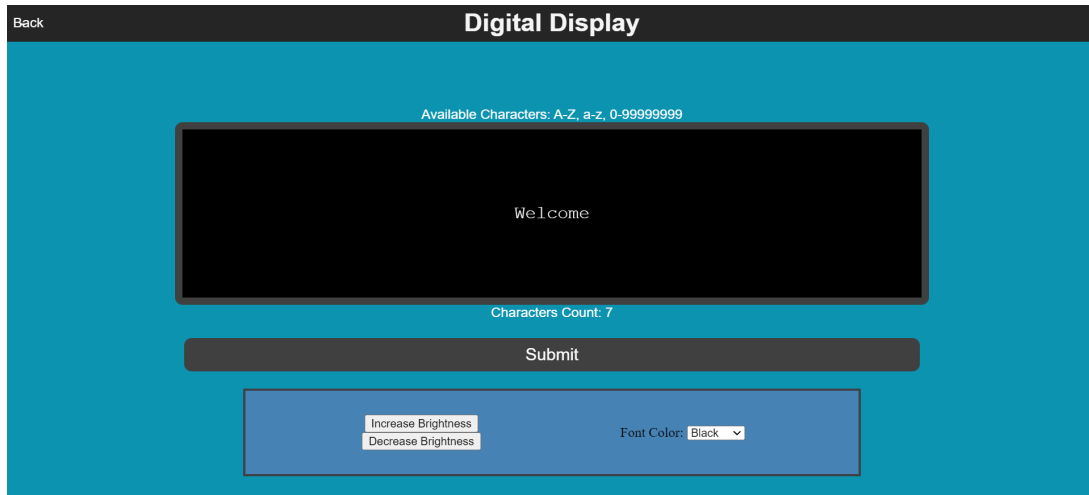 Back
Digital Display
Available Characters: A-Z, a-z, 0-99999999
Welcome
Characters Count: 7
Submit
Increase Brightness
Decrease Brightness
Font Color: Black